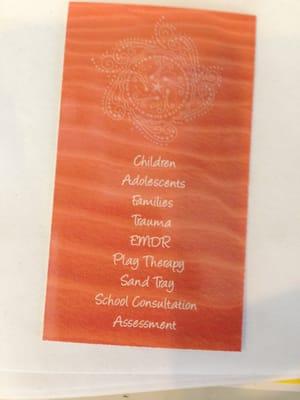 Children
Adolescents
Families
Trauma
EMDR
Play Therapy
Sand Tray
School Consultation
Assessment